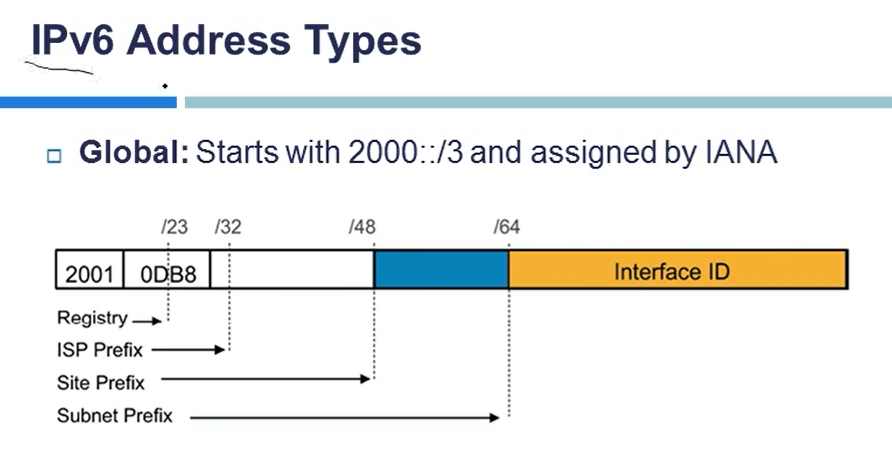 IPv6 Address Types
Global: Starts with 2000::/3 and assigned by IANA
/23 /32 /48 /64
2001 0DB8 Interface ID
Registry
ISP Prefix
Site Prefix
Subnet Prefix